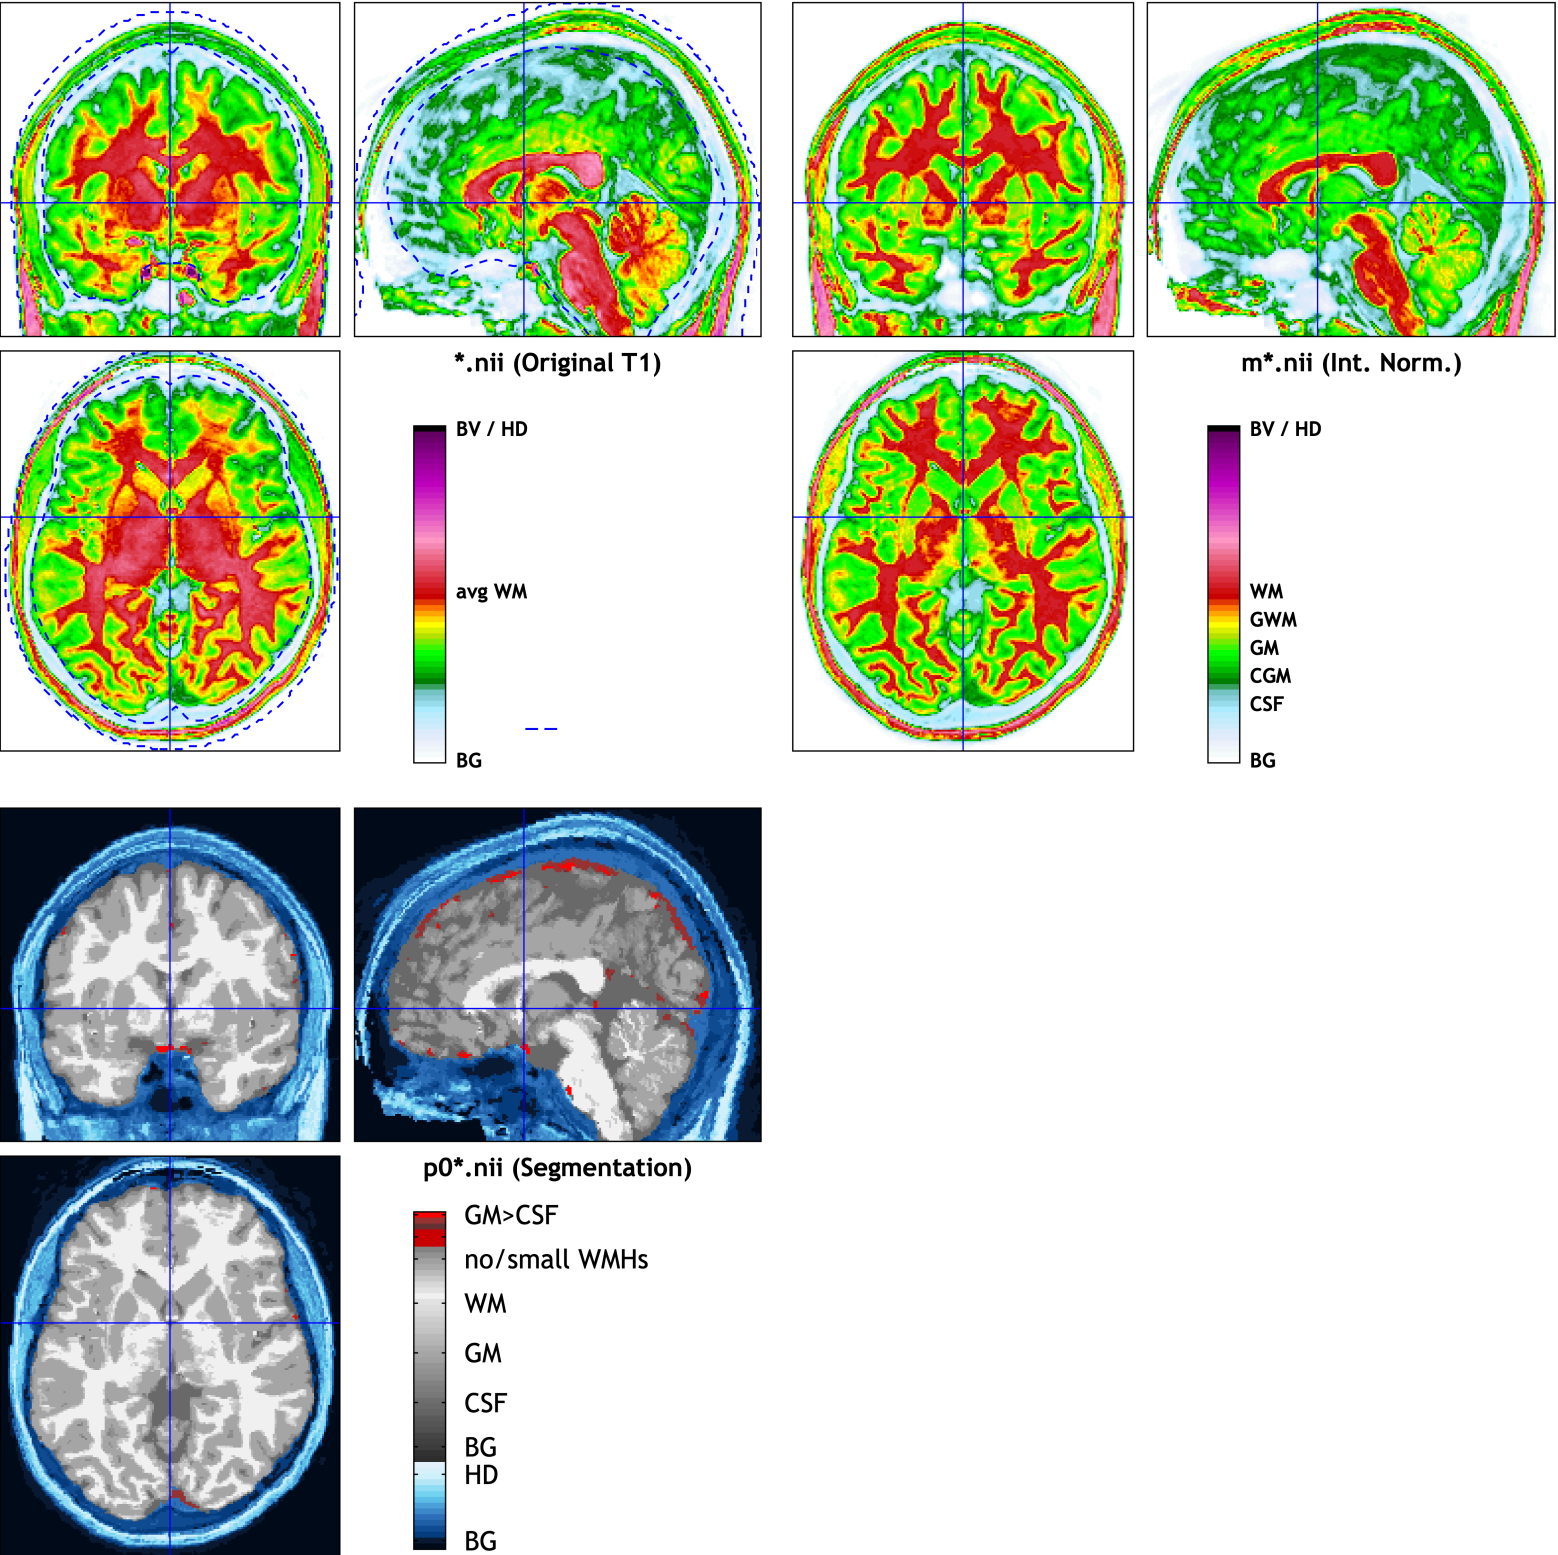 *.nii (Original T1)
BV / HD
avg WM
BG
m*.nii (Int. Norm.)
BV / HD
WM
GWM
GM
CGM
CSF
BG
p0*.nii (Segmentation)
GM>CSF
no/small WMHs
WM
GM
CSF
BG
HD
BG